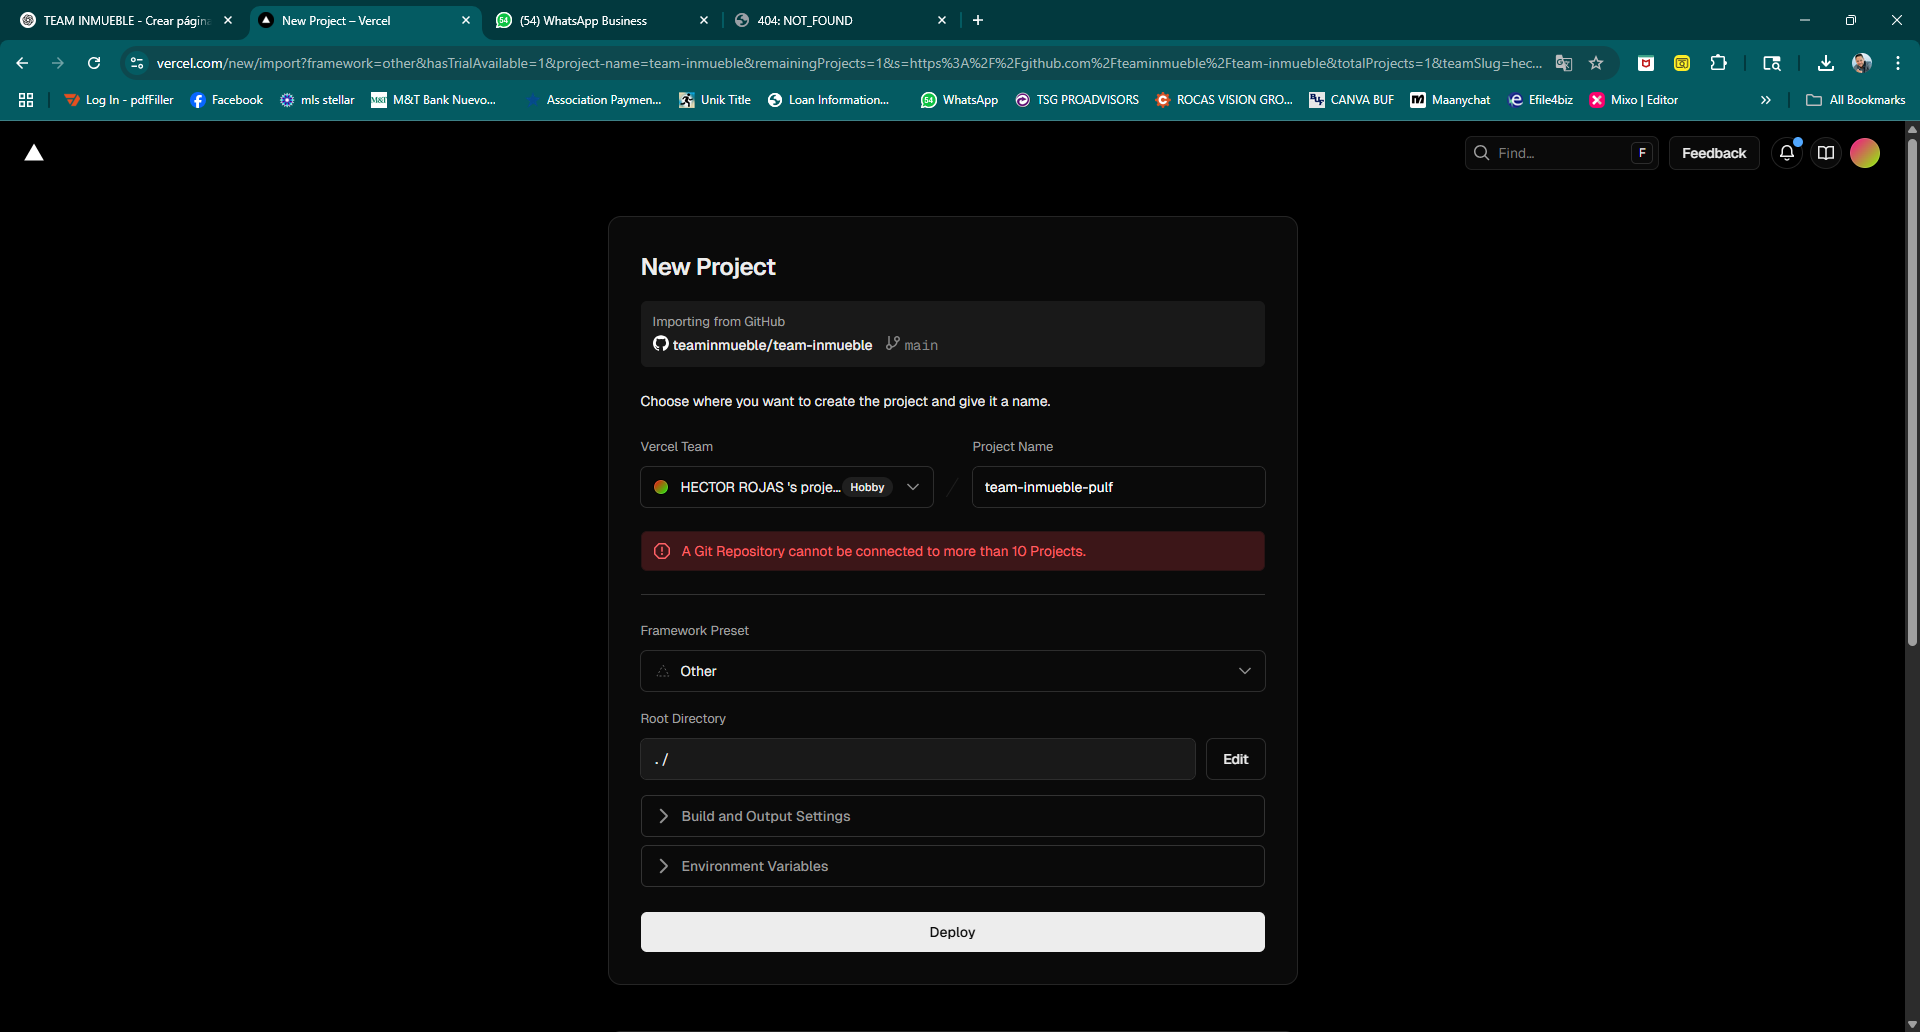 TEAM INMUEBLE - Crear págin
New Project – Vercel
54
(54) WhatsApp Business
404: NOT_FOUND
vercel.com/new/import?framework=other&hasTrialAvailable=1&project-name=team-inmueble&remainingProjects=1&s=https%3A%2F%2Fgithub.com%2Fteaminmueble%2Fteam-inmueble&totalProjects=1&teamSlug=hec...
Log In - pdfFiller
Facebook
mls stellar
M&T
M&T Bank Nuevo...
Association Paymen...
Unik Title
Loan Information...
54
WhatsApp
TSG PROADVISORS
ROCAS VISION GRO...
CANVA BUF
Maanychat
Efile4biz
Mixo | Editor
All Bookmarks
Find...
F
Feedback
New Project
Importing from GitHub
teaminmueble/team-inmueble main
Choose where you want to create the project and give it a name.
Vercel Team
Project Name
HECTOR ROJAS 's proje... Hobby
team-inmueble-pulf
A Git Repository cannot be connected to more than 10 Projects.
Framework Preset
Other
Root Directory
./
Edit
Build and Output Settings
Environment Variables
Deploy